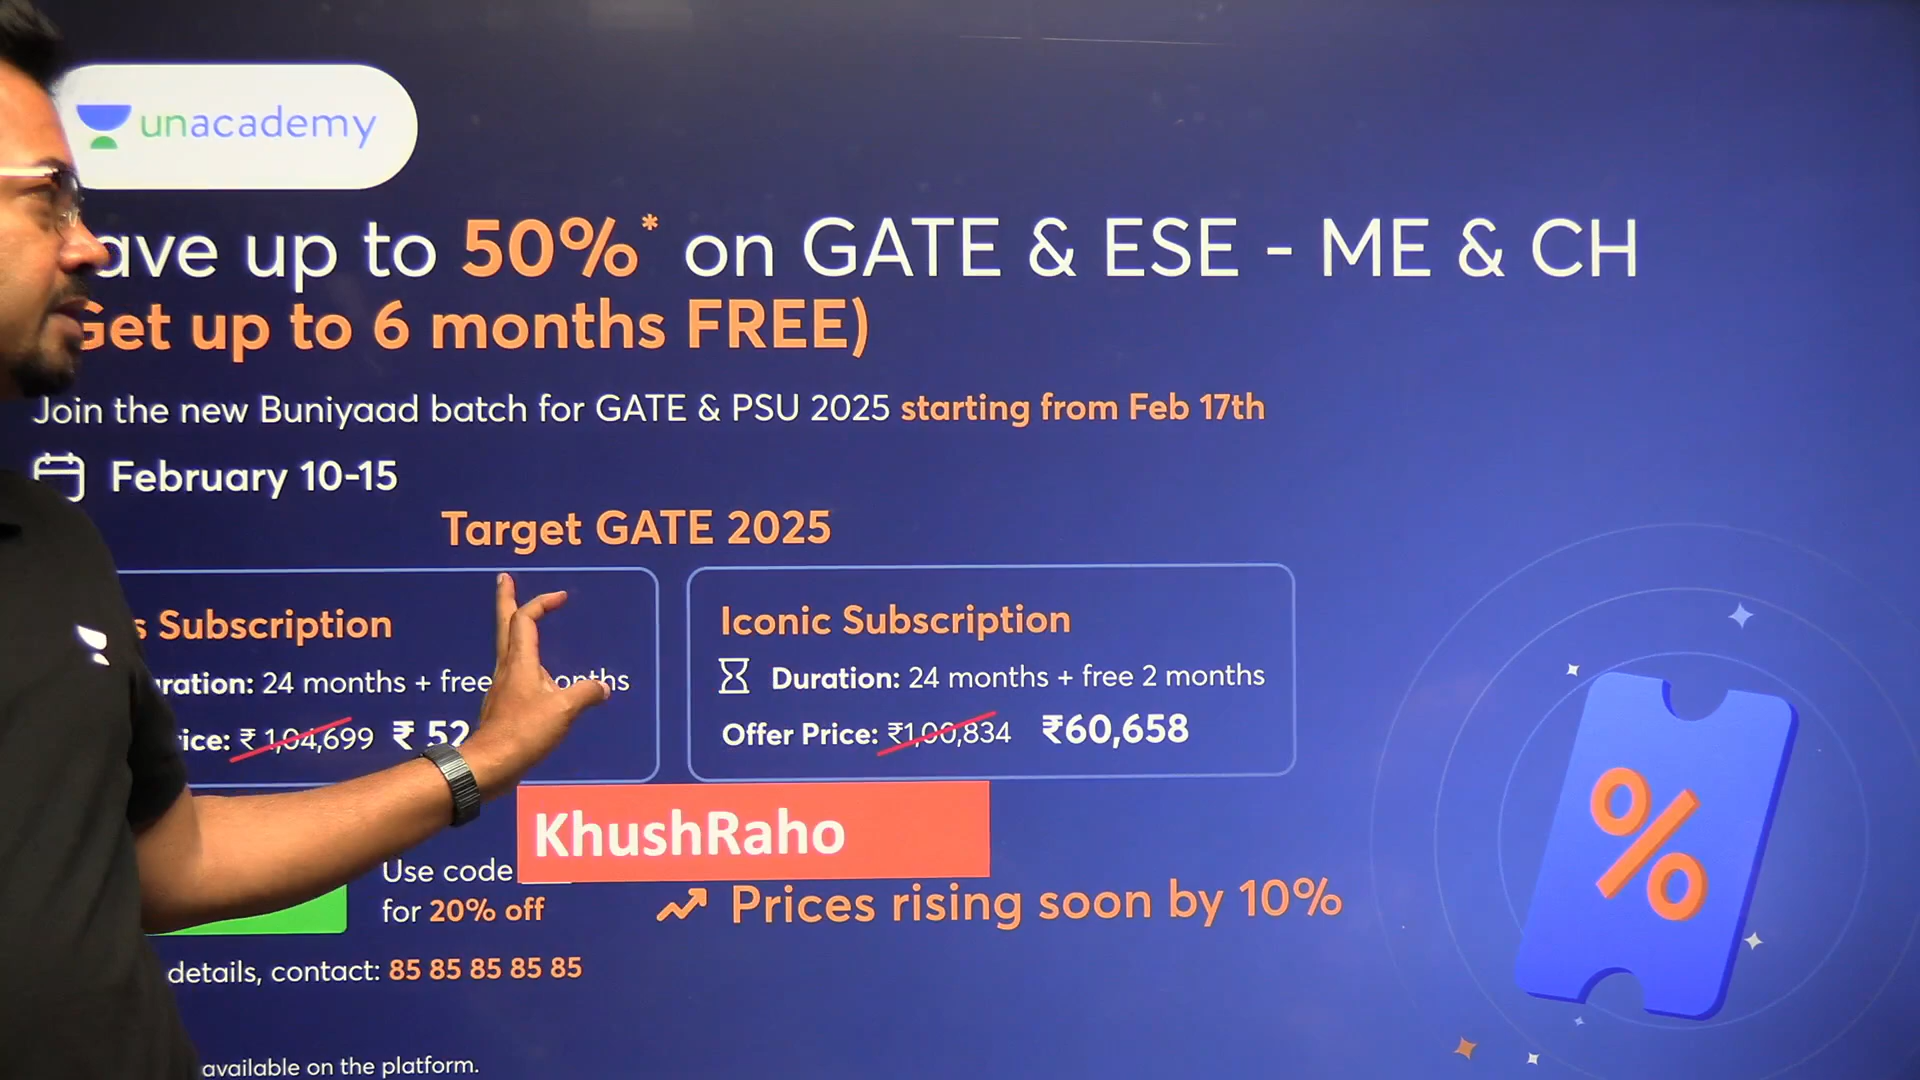 unacademy
ave up to 50%* on GATE & ESE - ME & CH
Get up to 6 months FREE)
Join the new Buniyaad batch for GATE & PSU 2025 starting from Feb 17th
February 10-15
Target GATE 2025
s Subscription
Duration: 24 months + free months
ice: ₹ 1,04,699 ₹ 52
Iconic Subscription
Duration: 24 months + free 2 months
Offer Price: ₹1,00,834 ₹60,658
KhushRaho
Use code
for 20% off
Prices rising soon by 10%
details, contact: 85 85 85 85 85
available on the platform.
%